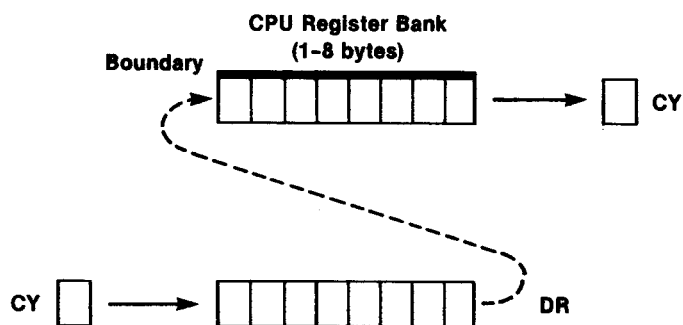 CPU Register Bank
(1-8 bytes)
Boundary
CY
CY
DR